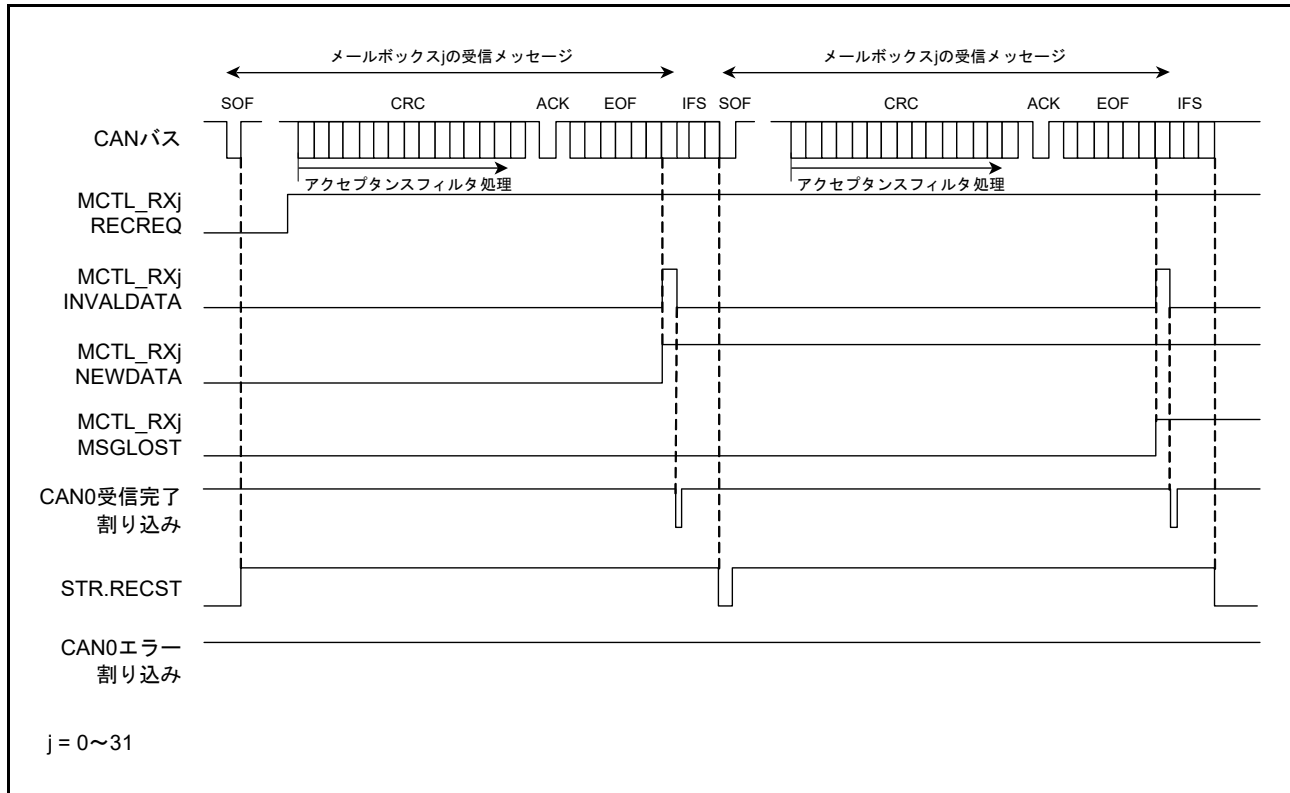 メールボックスjの受信メッセージ
メールボックスjの受信メッセージ
SOF CRC ACK EOF IFS SOF CRC ACK EOF IFS
CANバス
アクセプタンスフィルタ処理
アクセプタンスフィルタ処理
MCTL_RXj
RECREQ
MCTL_RXj
INVALDATA
MCTL_RXj
NEWDATA
MCTL_RXj
MSGLOST
CAN0受信完了
割り込み
STR.RECST
CAN0エラー
割り込み
j = 0～31